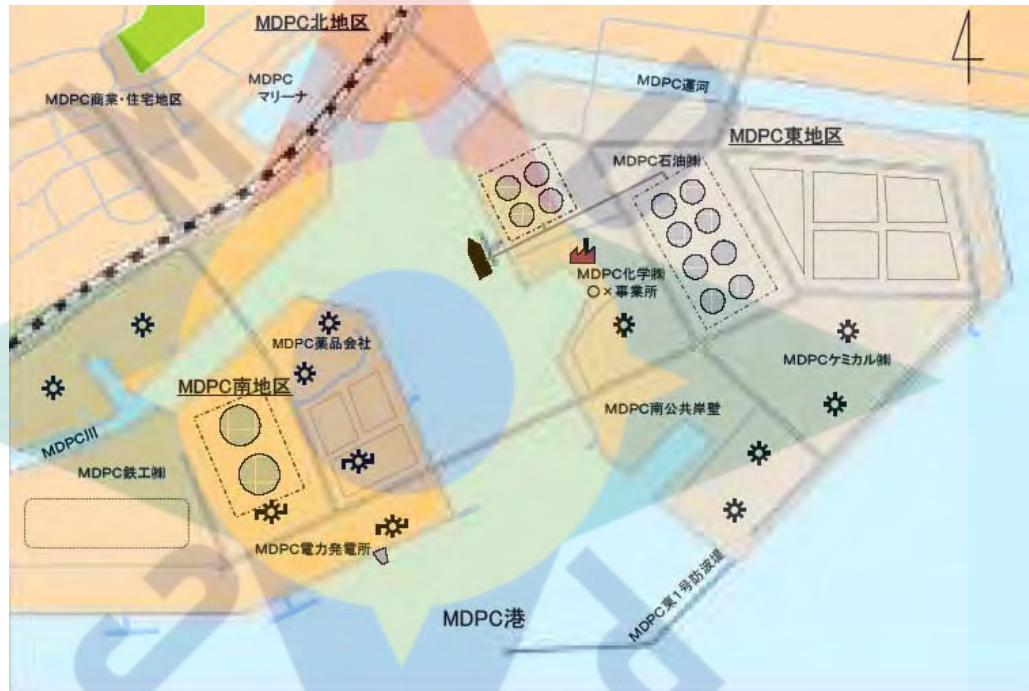 MDPC北地区
MDPC
マリーナ
MDPC商業・住宅地区
MDPC運河
MDPC東地区
MDPC石油㈱
MDPC化学㈱
○×事業所
MDPC薬品会社
MDPCケミカル㈱
MDPC南地区
MDPC南公共岸壁
MDPC川
MDPC鉄工㈱
MDPC電力発電所
MDPC東1号防波堤
MDPC港